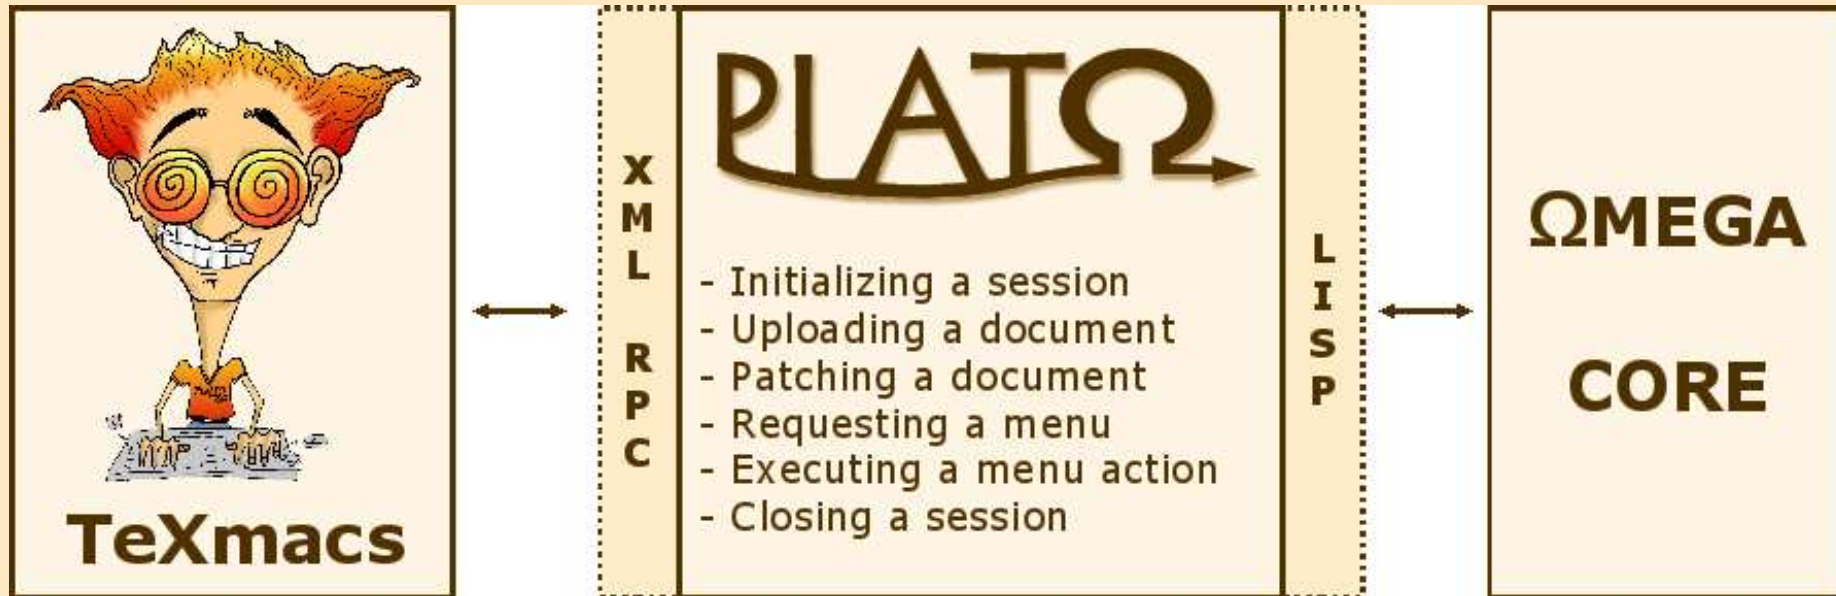 TeXmacs
XML RPC
PLATΩ
- Initializing a session
- Uploading a document
- Patching a document
- Requesting a menu
- Executing a menu action
- Closing a session
LISP
ΩMEGA
CORE